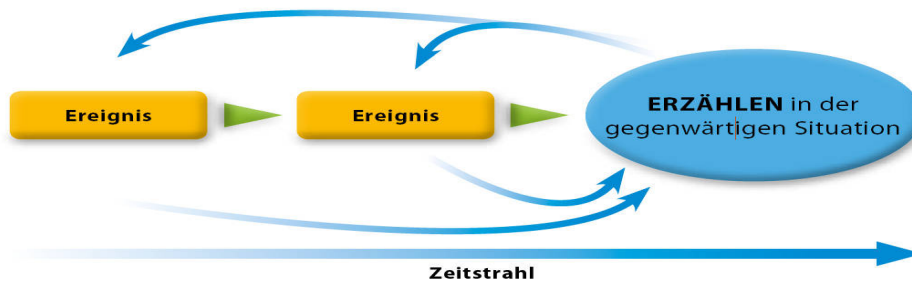 Ereignis
Ereignis
ERZÄHLEN in der
gegenwärtigen Situation
Zeitstrahl